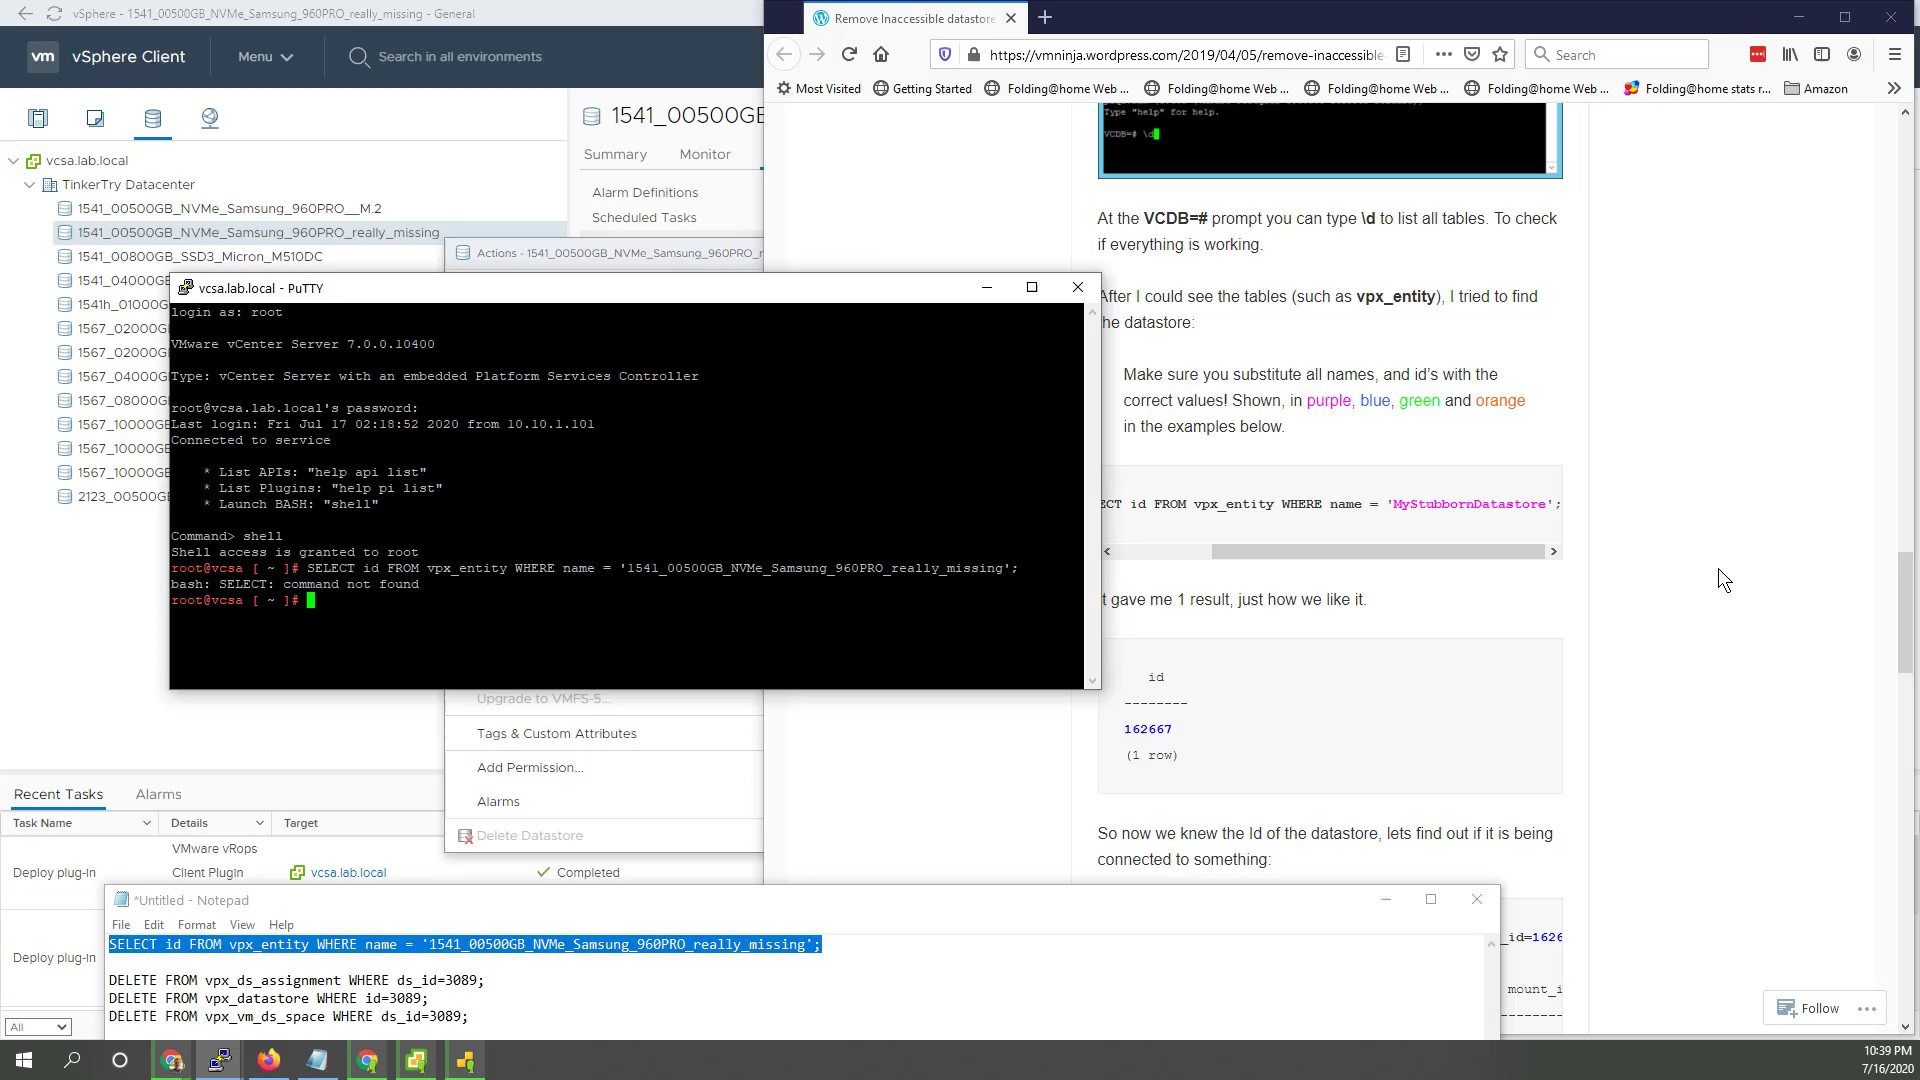 vSphere - 1541_00500GB_NVMe_Samsung_960PRO_really_missing - General
vm vSphere Client Menu Search in all environments
vcsa.lab.local
TinkerTry Datacenter
1541_00500GB_NVMe_Samsung_960PRO__M.2
1541_00500GB_NVMe_Samsung_960PRO_really_missing
1541_00800GB_SSD3_Micron_M510DC
1541_04000G
1541h_01000G
1567_02000G
1567_02000G
1567_04000G
1567_08000G
1567_10000G
1567_10000G
1567_10000G
2123_00500G
1541_00500GE
Summary Monitor
Alarm Definitions
Scheduled Tasks
Actions - 1541_00500GB_NVMe_Samsung_960PRO_r
Upgrade to VMFS-5...
Tags & Custom Attributes
Add Permission...
Alarms
Delete Datastore
vcsa.lab.local - PuTTY
login as: root
VMware vCenter Server 7.0.0.10400
Type: vCenter Server with an embedded Platform Services Controller
root@vcsa.lab.local's password:
Last login: Fri Jul 17 02:18:52 2020 from 10.10.1.101
Connected to service
* List APIs: "help api list"
* List Plugins: "help pi list"
* Launch BASH: "shell"
Command> shell
Shell access is granted to root
root@vcsa [ ~ ]# SELECT id FROM vpx_entity WHERE name = '1541_00500GB_NVMe_Samsung_960PRO_really_missing';
bash: SELECT: command not found
root@vcsa [ ~ ]#
Recent Tasks Alarms
Task Name Details Target
VMware vRops
Deploy plug-in Client Plugin vcsa.lab.local Completed
Deploy plug-in
All
*Untitled - Notepad
File Edit Format View Help
SELECT id FROM vpx_entity WHERE name = '1541_00500GB_NVMe_Samsung_960PRO_really_missing';
DELETE FROM vpx_ds_assignment WHERE ds_id=3089;
DELETE FROM vpx_datastore WHERE id=3089;
DELETE FROM vpx_vm_ds_space WHERE ds_id=3089;
Remove Inaccessible datastore
https://vmninja.wordpress.com/2019/04/05/remove-inaccessible- Search
Most Visited Getting Started Folding@home Web ... Folding@home Web ... Folding@home Web ... Folding@home Web ... Folding@home stats r... Amazon
Type "help" for help.
VCDB=# \d
At the VCDB=# prompt you can type \d to list all tables. To check
if everything is working.
After I could see the tables (such as vpx_entity), I tried to find
he datastore:
Make sure you substitute all names, and id's with the
correct values! Shown, in purple, blue, green and orange
in the examples below.
ECT id FROM vpx_entity WHERE name = 'MyStubbornDatastore';
t gave me 1 result, just how we like it.
id
--------
162667
(1 row)
So now we knew the Id of the datastore, lets find out if it is being
connected to something:
_id=1626
mount_i
Follow
10:39 PM
7/16/2020